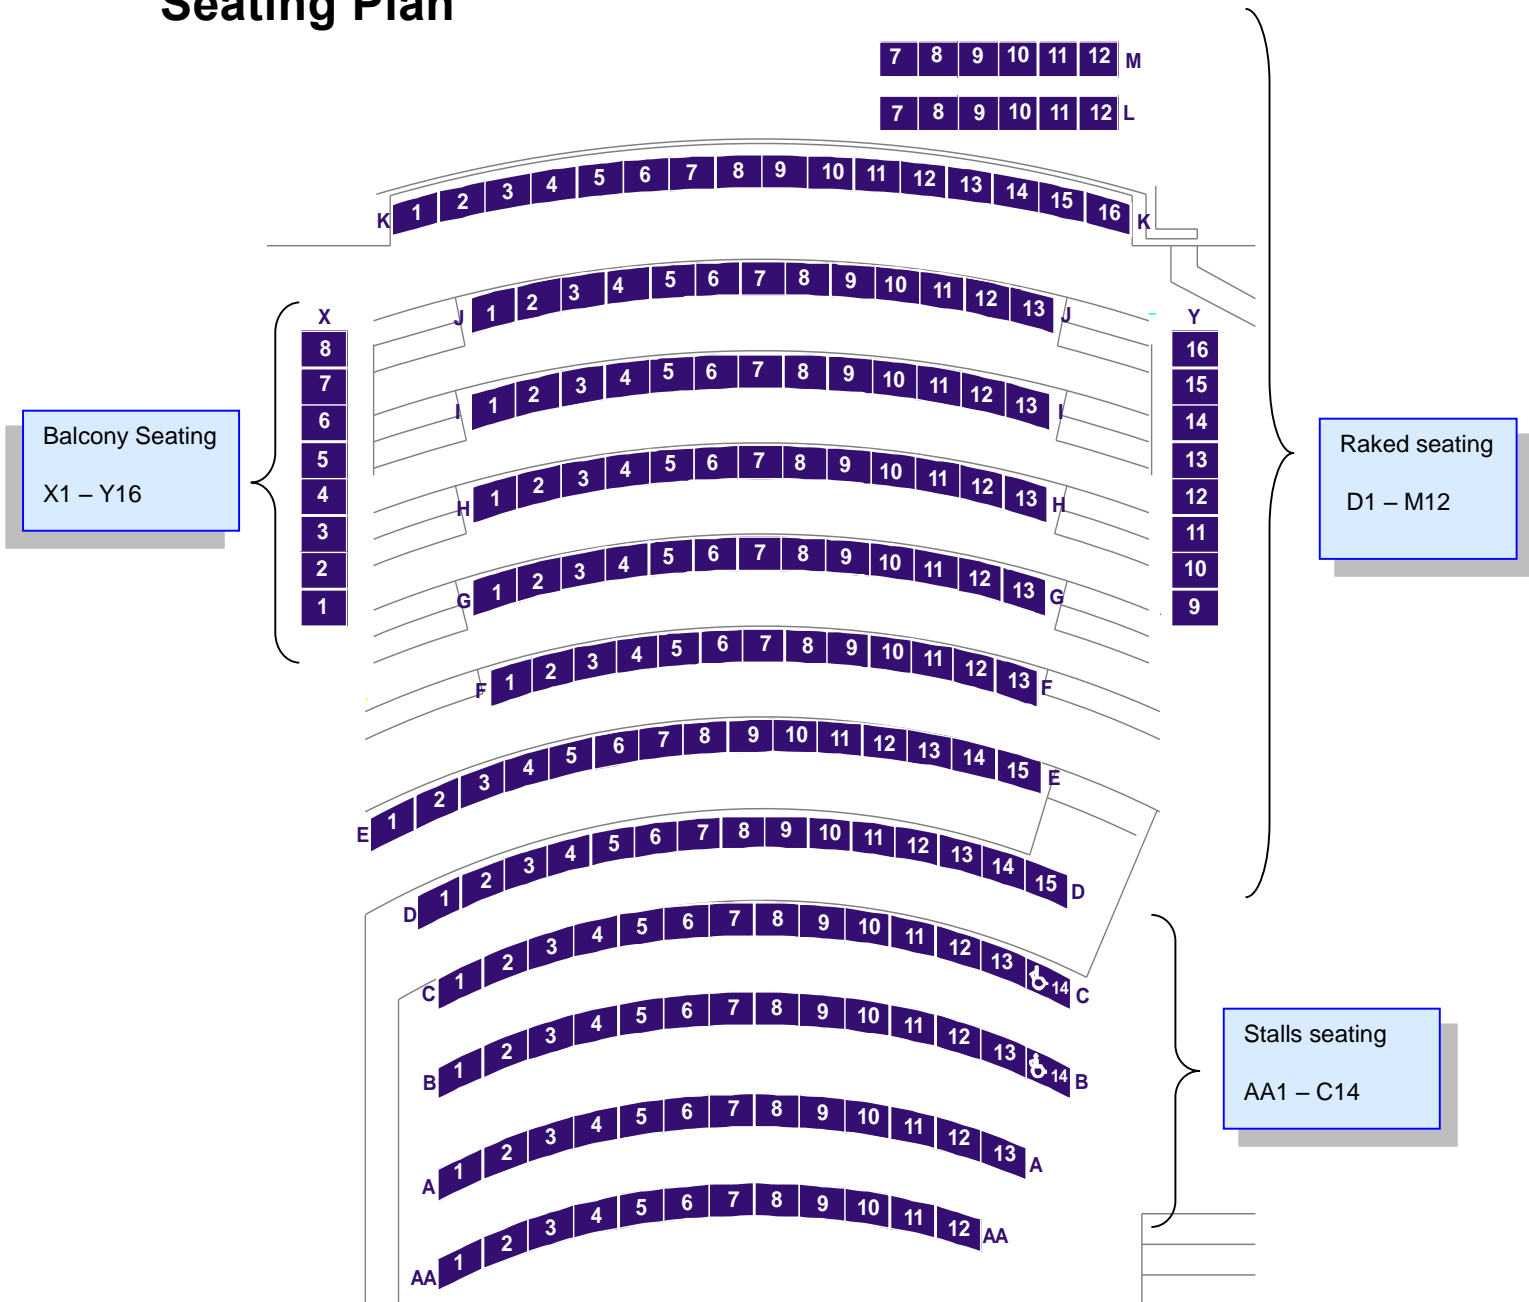 Seating Plan
7 8 9 10 11 12 M
7 8 9 10 11 12 L
K 1 2 3 4 5 6 7 8 9 10 11 12 13 14 15 16 K
J 1 2 3 4 5 6 7 8 9 10 11 12 13 J
I 1 2 3 4 5 6 7 8 9 10 11 12 13 I
H 1 2 3 4 5 6 7 8 9 10 11 12 13 H
G 1 2 3 4 5 6 7 8 9 10 11 12 13 G
F 1 2 3 4 5 6 7 8 9 10 11 12 13 F
E 1 2 3 4 5 6 7 8 9 10 11 12 13 14 15 E
D 1 2 3 4 5 6 7 8 9 10 11 12 13 14 15 D
C 1 2 3 4 5 6 7 8 9 10 11 12 13 14 C
B 1 2 3 4 5 6 7 8 9 10 11 12 13 14 B
A 1 2 3 4 5 6 7 8 9 10 11 12 13 A
AA 1 2 3 4 5 6 7 8 9 10 11 12 AA
X
8
7
6
5
4
3
2
1
Y
16
15
14
13
12
11
10
9
Balcony Seating
X1 – Y16
Raked seating
D1 – M12
Stalls seating
AA1 – C14